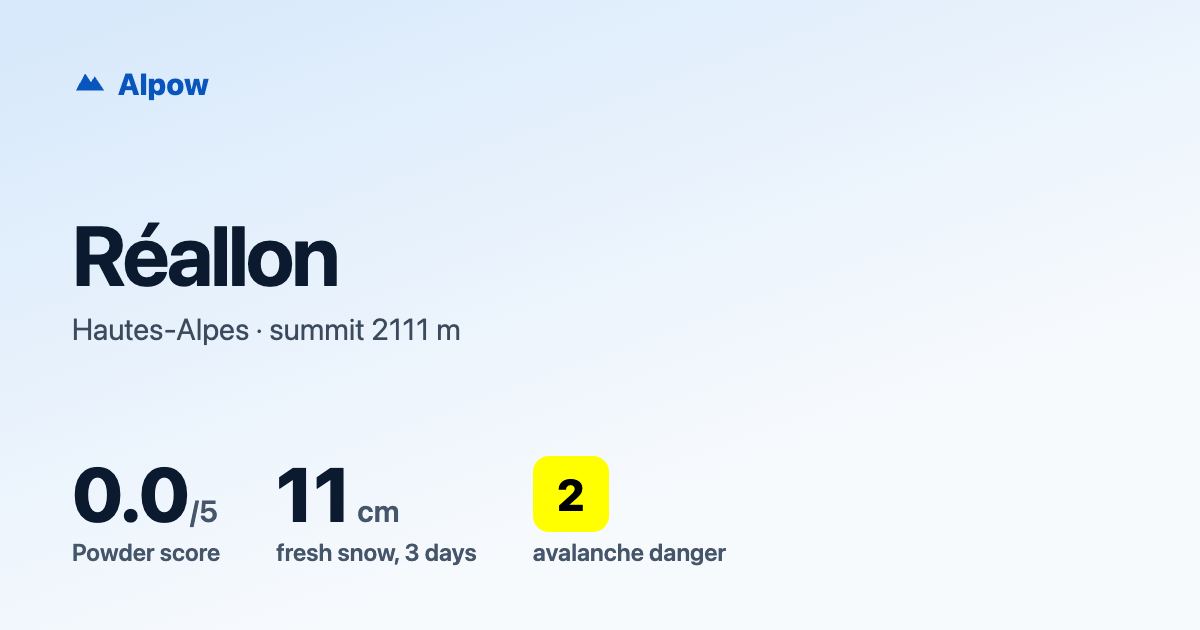 Alpow
Réallon
Hautes-Alpes · summit 2111 m
0.0/5
Powder score
11 cm
fresh snow, 3 days
2
avalanche danger